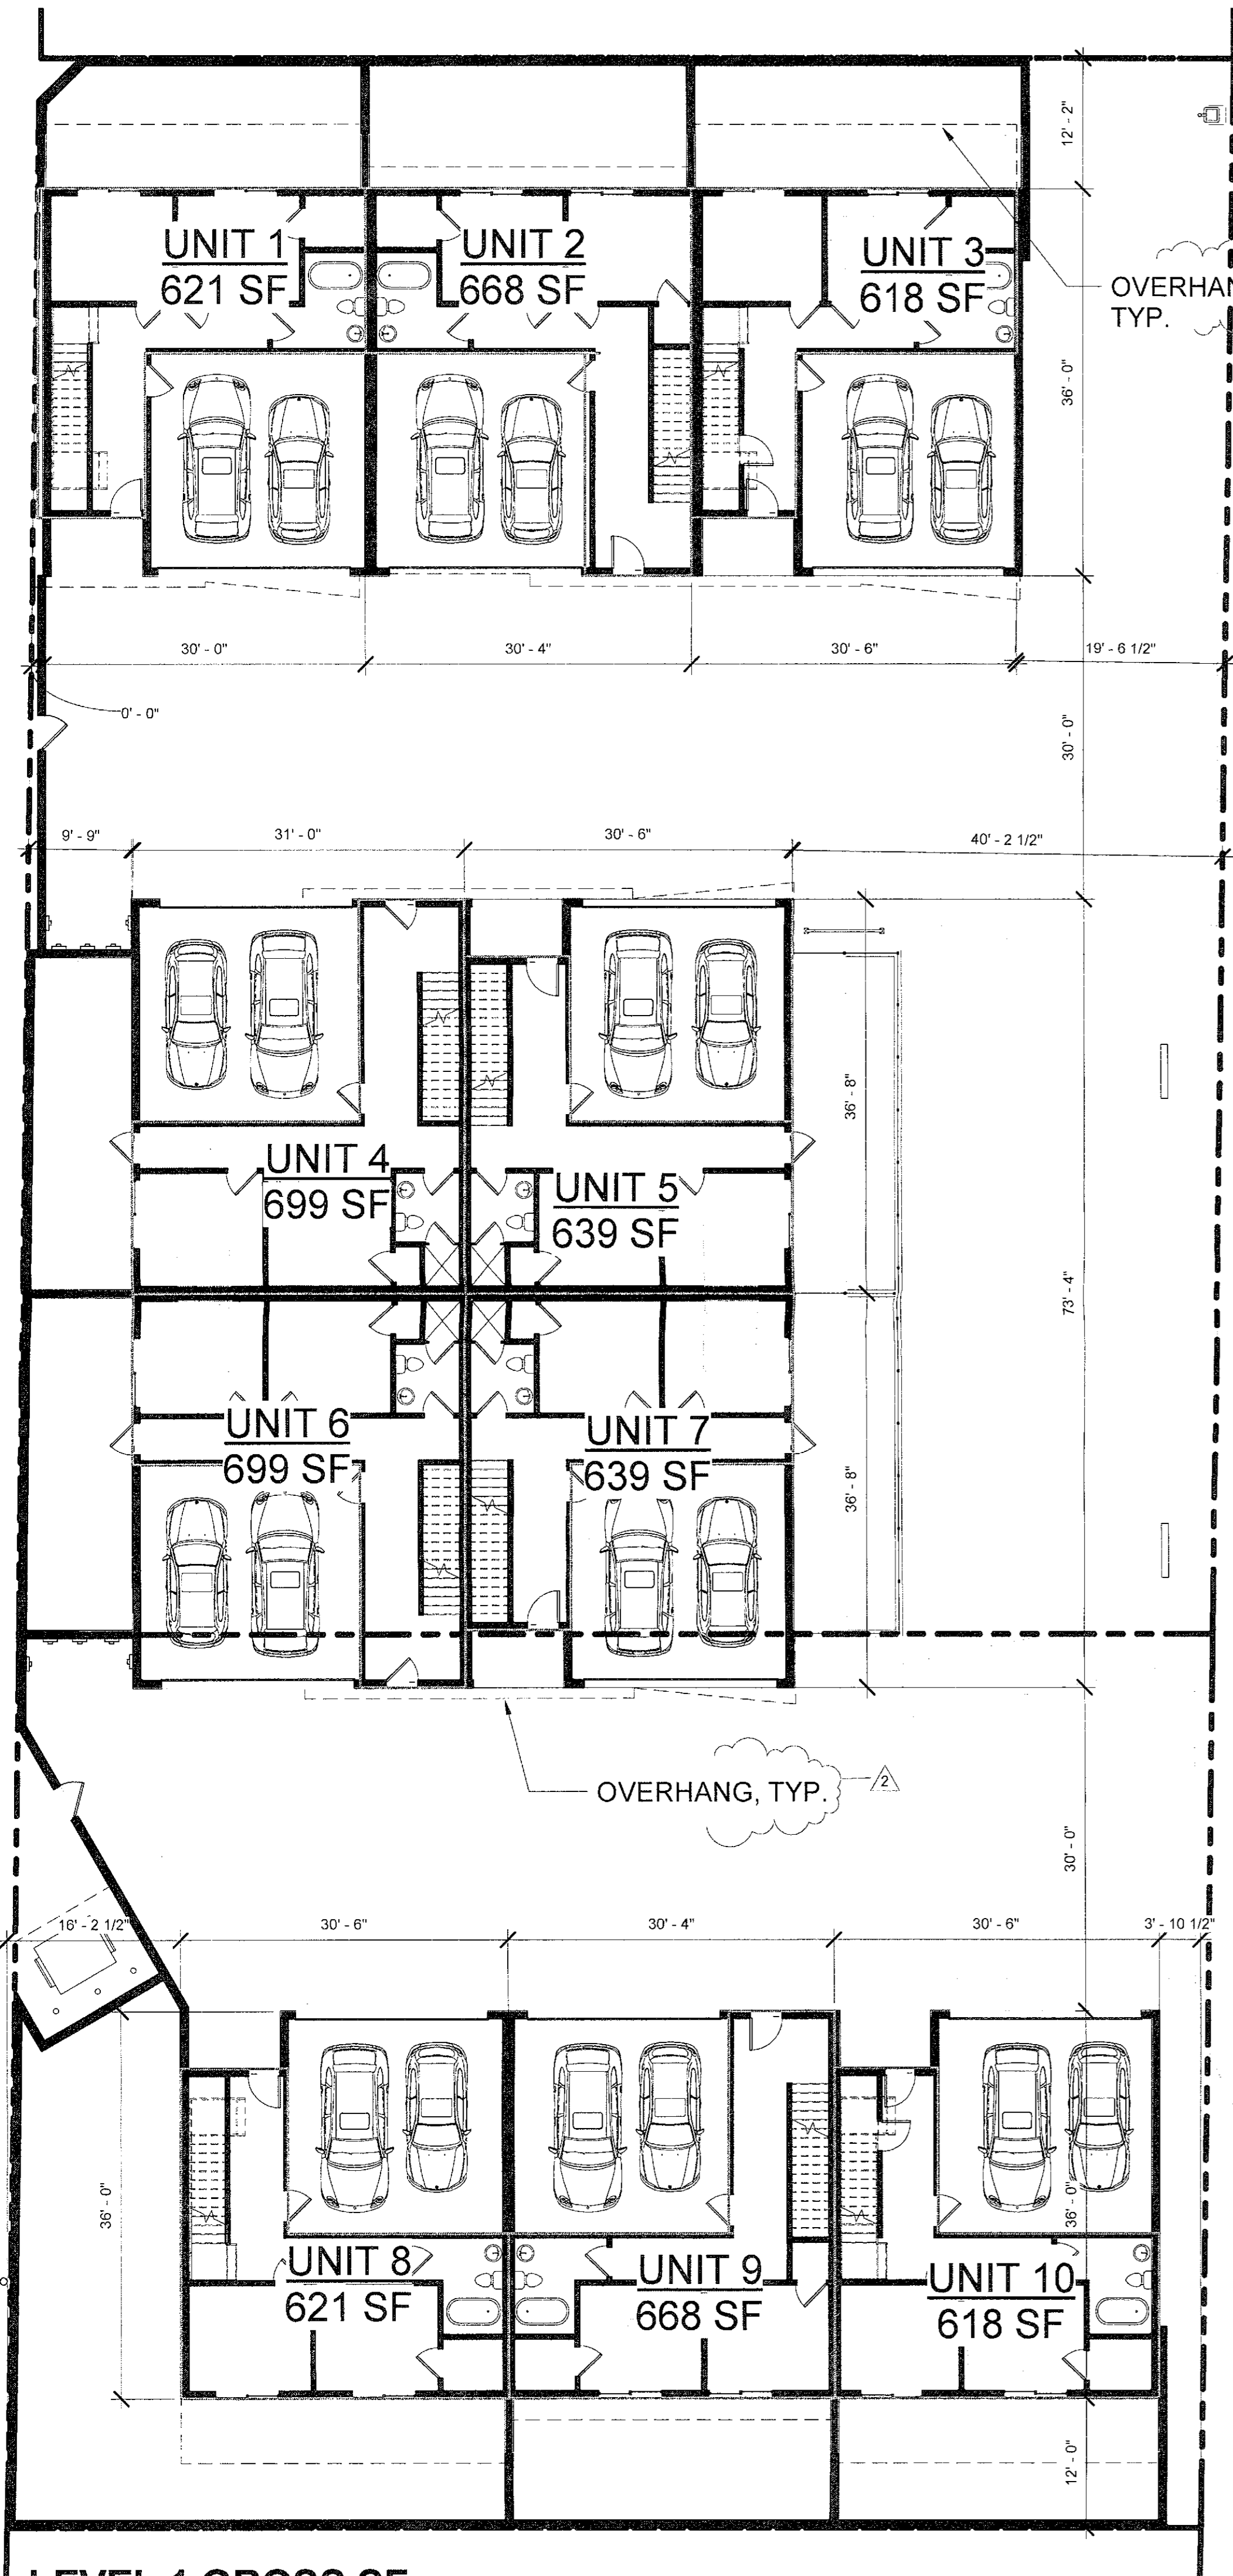 12' - 2"
UNIT 1
621 SF
UNIT 2
668 SF
UNIT 3
618 SF
OVERHAN
TYP.
36' - 0"
30' - 0"
30' - 4"
30' - 6"
19' - 6 1/2"
0' - 0"
30' - 0"
9' - 9"
31' - 0"
30' - 6"
40' - 2 1/2"
36' - 8"
UNIT 4
699 SF
UNIT 5
639 SF
73' - 4"
UNIT 6
699 SF
UNIT 7
639 SF
36' - 8"
OVERHANG, TYP.
2
30' - 0"
16' - 2 1/2"
30' - 6"
30' - 4"
30' - 6"
3' - 10 1/2"
36' - 0"
36' - 0"
UNIT 8
621 SF
UNIT 9
668 SF
UNIT 10
618 SF
12' - 0"
LEVEL 1 GROSS SF